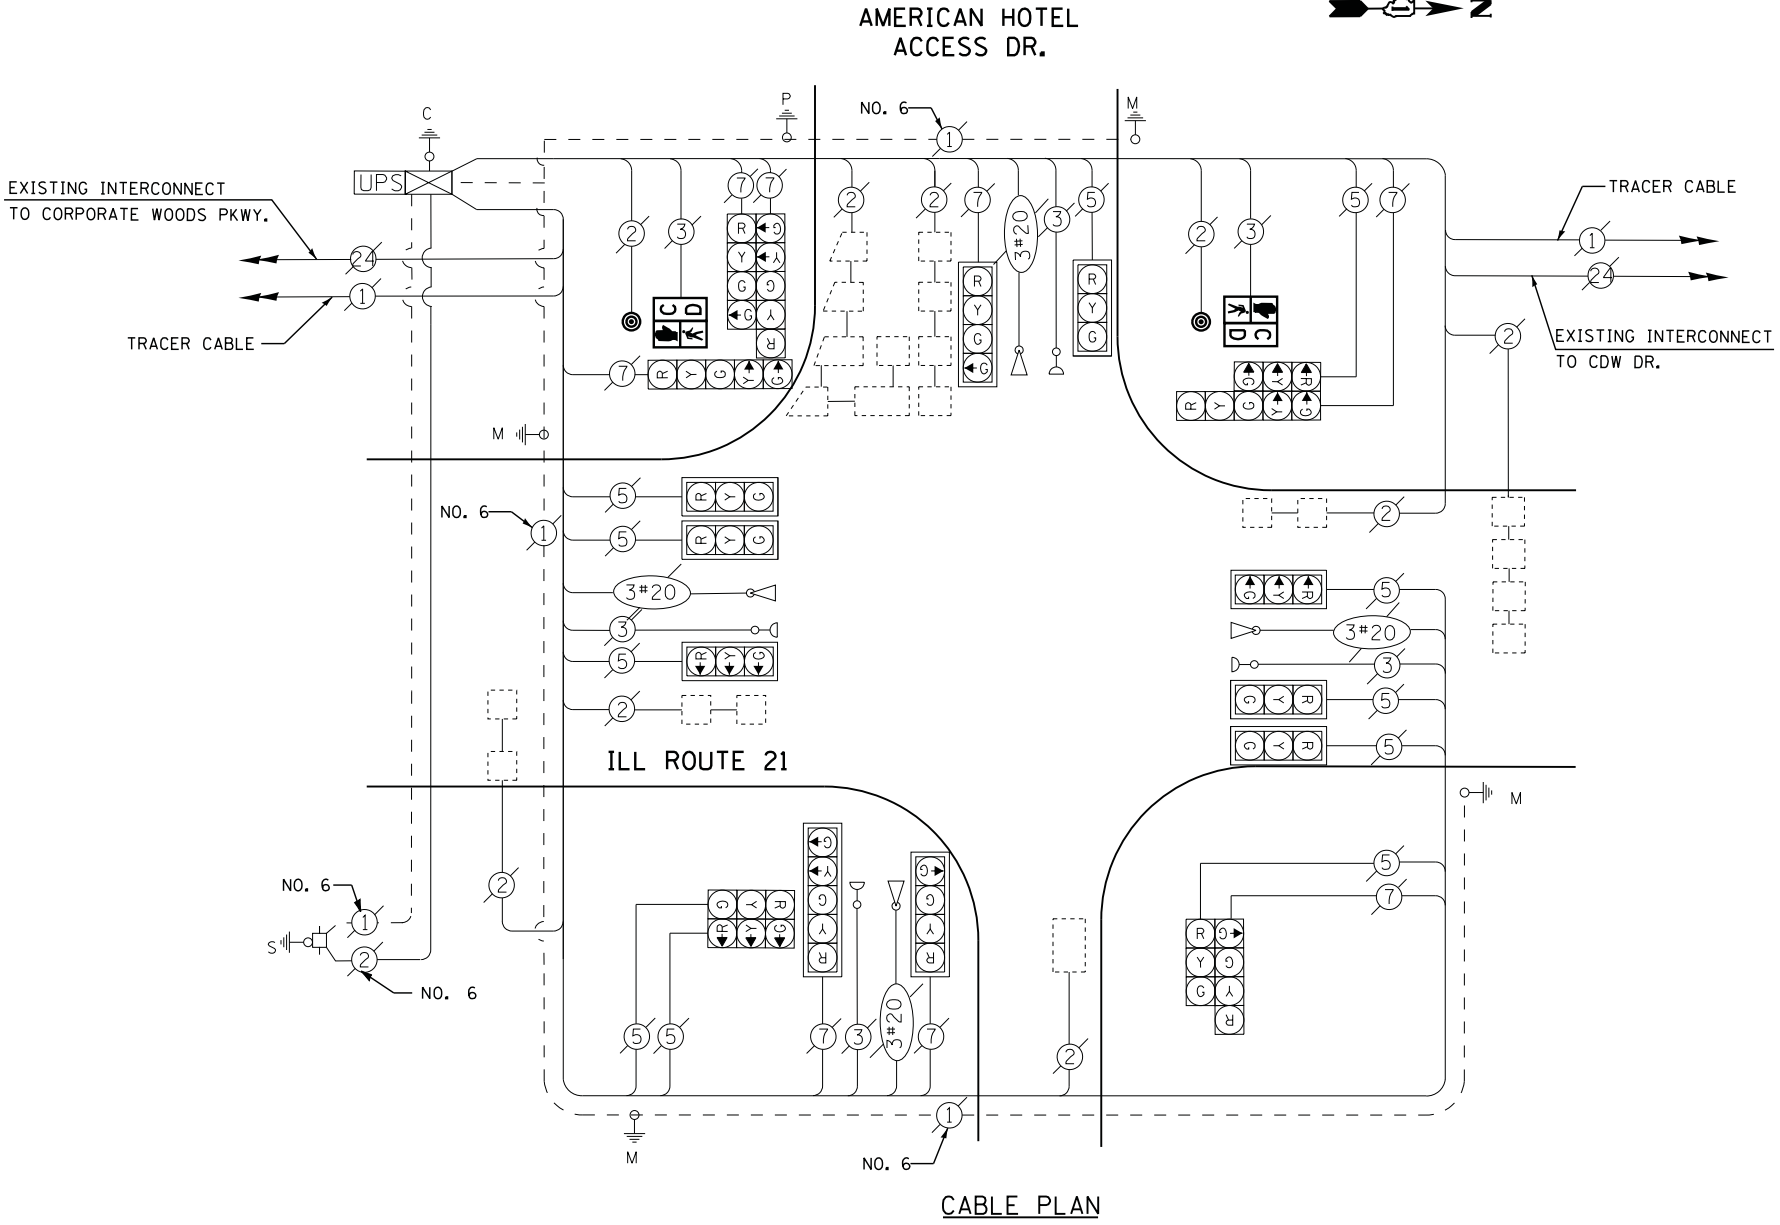 AMERICAN HOTEL
ACCESS DR.
N
P
NO. 6
1
M
C
UPS
EXISTING INTERCONNECT
TO CORPORATE WOODS PKWY.
24
1
TRACER CABLE
TRACER CABLE
1
24
EXISTING INTERCONNECT
TO CDW DR.
2
2
3
7
7
2
2
7
3#20
3
5
2
3
5
7
C D
R
Y
G
G
G
Y
G
Y
R
R
Y
G
G
R
Y
G
C
D
7
R Y G Y G
G Y R
R Y G Y G
M
5
R Y G
NO. 6
1
5
R Y G
3#20
3
5
R Y G
2
2
G Y R
5
3#20
3
G Y R
5
G Y R
5
ILL ROUTE 21
M
2
NO. 6
1
S
2
NO. 6
G Y R
R Y G
G
Y
G
Y
R
G
G
Y
R
5
5
7
3
3#20
7
2
5
7
R
Y
G
G
G
Y
R
1
M
NO. 6
CABLE PLAN